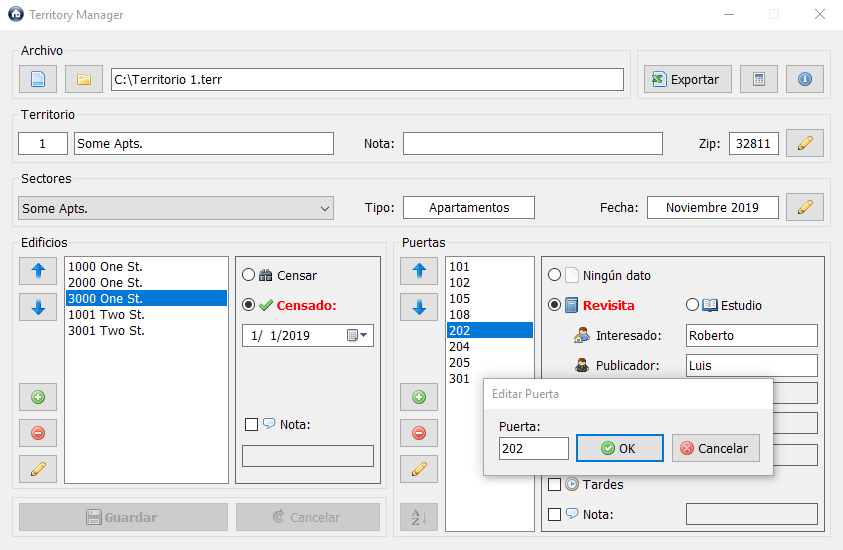 Territory Manager
Archivo
C:\Territorio 1.terr
Exportar
Territorio
1
Some Apts.
Nota:
Zip:
32811
Sectores
Some Apts.
Tipo:
Apartamentos
Fecha:
Noviembre 2019
Edificios
1000 One St.
2000 One St.
3000 One St.
1001 Two St.
3001 Two St.
Censar
Censado:
1/ 1/2019
Nota:
Guardar
Cancelar
Puertas
101
102
105
108
202
204
205
301
Ningún dato
Revisita
Estudio
Interesado:
Roberto
Publicador:
Luis
Editar Puerta
Puerta:
202
OK
Cancelar
Tardes
Nota:
A
Z